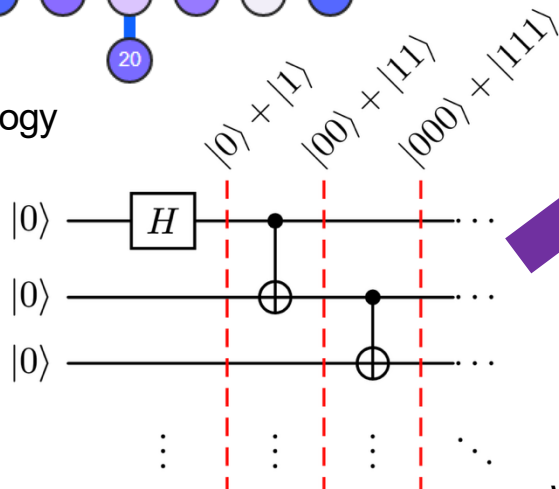 20
ogy
|0⟩ + |1⟩
|00⟩ + |11⟩
|000⟩ + |111⟩
|0⟩ H ···
|0⟩ ···
|0⟩ ···
⋮ ⋮ ⋮ ⋱